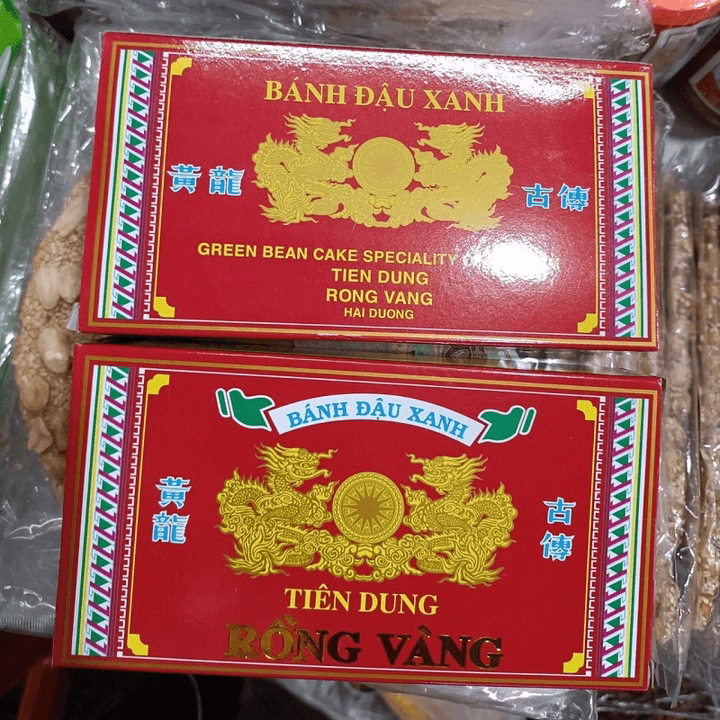 BÁNH ĐẬU XANH
黃龍
古傳
GREEN BEAN CAKE SPECIALITY
TIEN DUNG
RONG VANG
HAI DUONG
BÁNH ĐẬU XANH
黃龍
古傳
TIÊN DUNG
RỒNG VÀNG